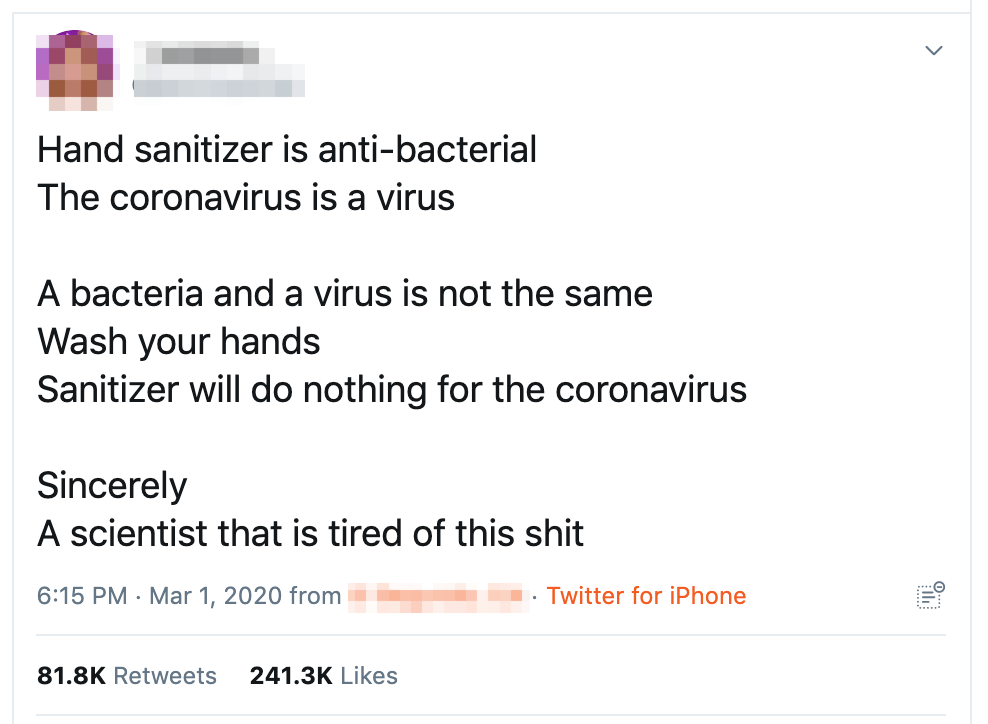 Hand sanitizer is anti-bacterial
The coronavirus is a virus
A bacteria and a virus is not the same
Wash your hands
Sanitizer will do nothing for the coronavirus
Sincerely
A scientist that is tired of this shit
6:15 PM · Mar 1, 2020 from · Twitter for iPhone
81.8K Retweets 241.3K Likes